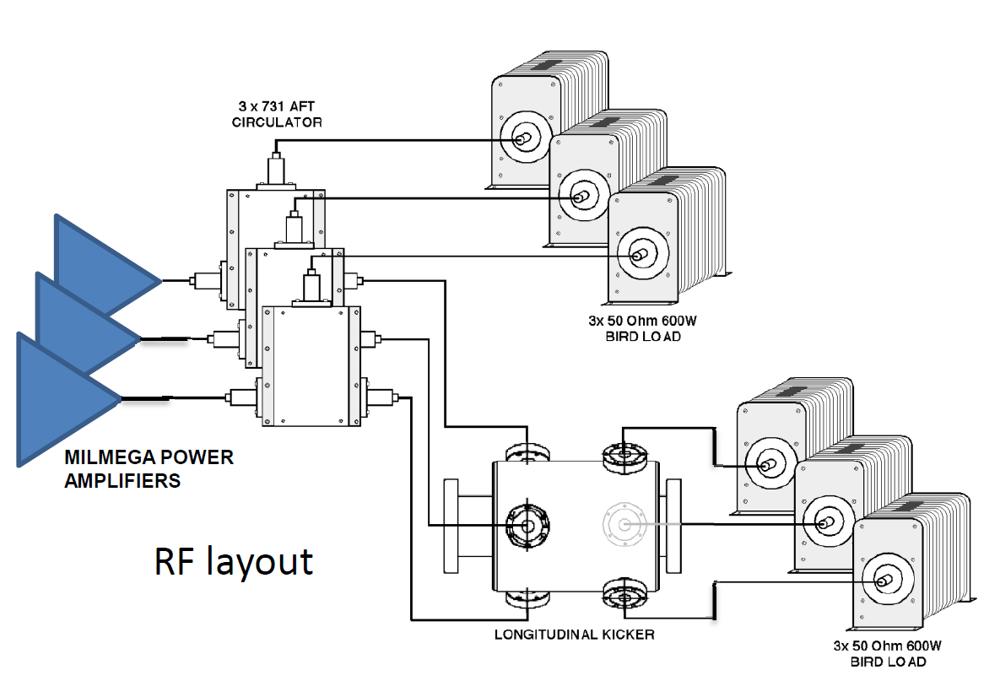 3 x 731 AFT
CIRCULATOR
3x 50 Ohm 600W
BIRD LOAD
MILMEGA POWER
AMPLIFIERS
RF layout
LONGITUDINAL KICKER
3x 50 Ohm 600W
BIRD LOAD